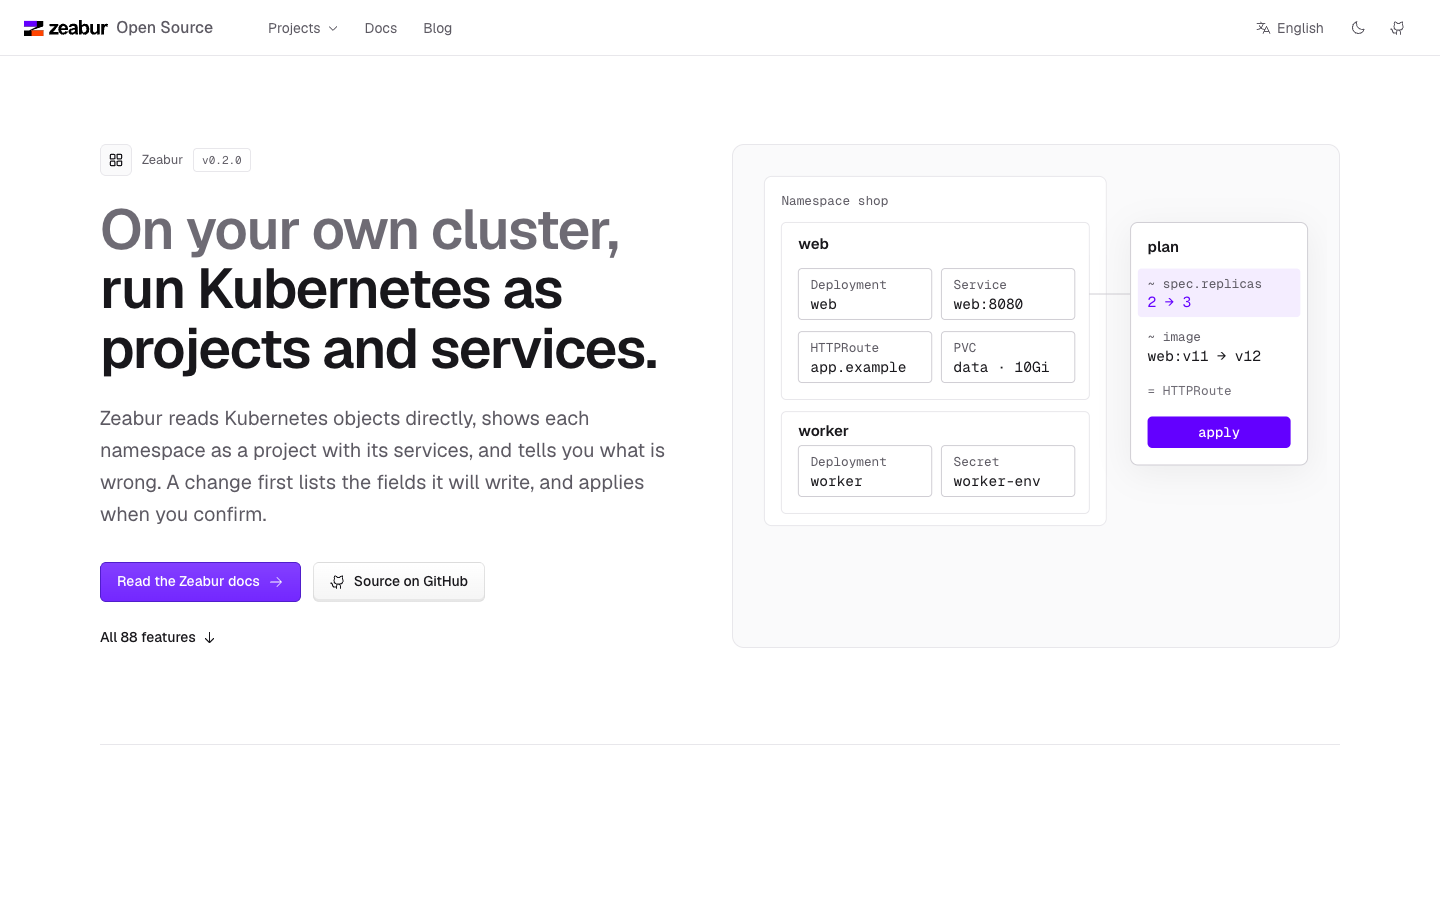 zeabur Open Source
Projects
Docs
Blog
English
Zeabur
v0.2.0
On your own cluster,
run Kubernetes as
projects and services.
Zeabur reads Kubernetes objects directly, shows each
namespace as a project with its services, and tells you what is
wrong. A change first lists the fields it will write, and applies
when you confirm.
Read the Zeabur docs →
Source on GitHub
All 88 features ↓
Namespace shop
web
Deployment
web
Service
web:8080
HTTPRoute
app.example
PVC
data · 10Gi
worker
Deployment
worker
Secret
worker-env
plan
~ spec.replicas
2 → 3
~ image
web:v11 → v12
= HTTPRoute
apply